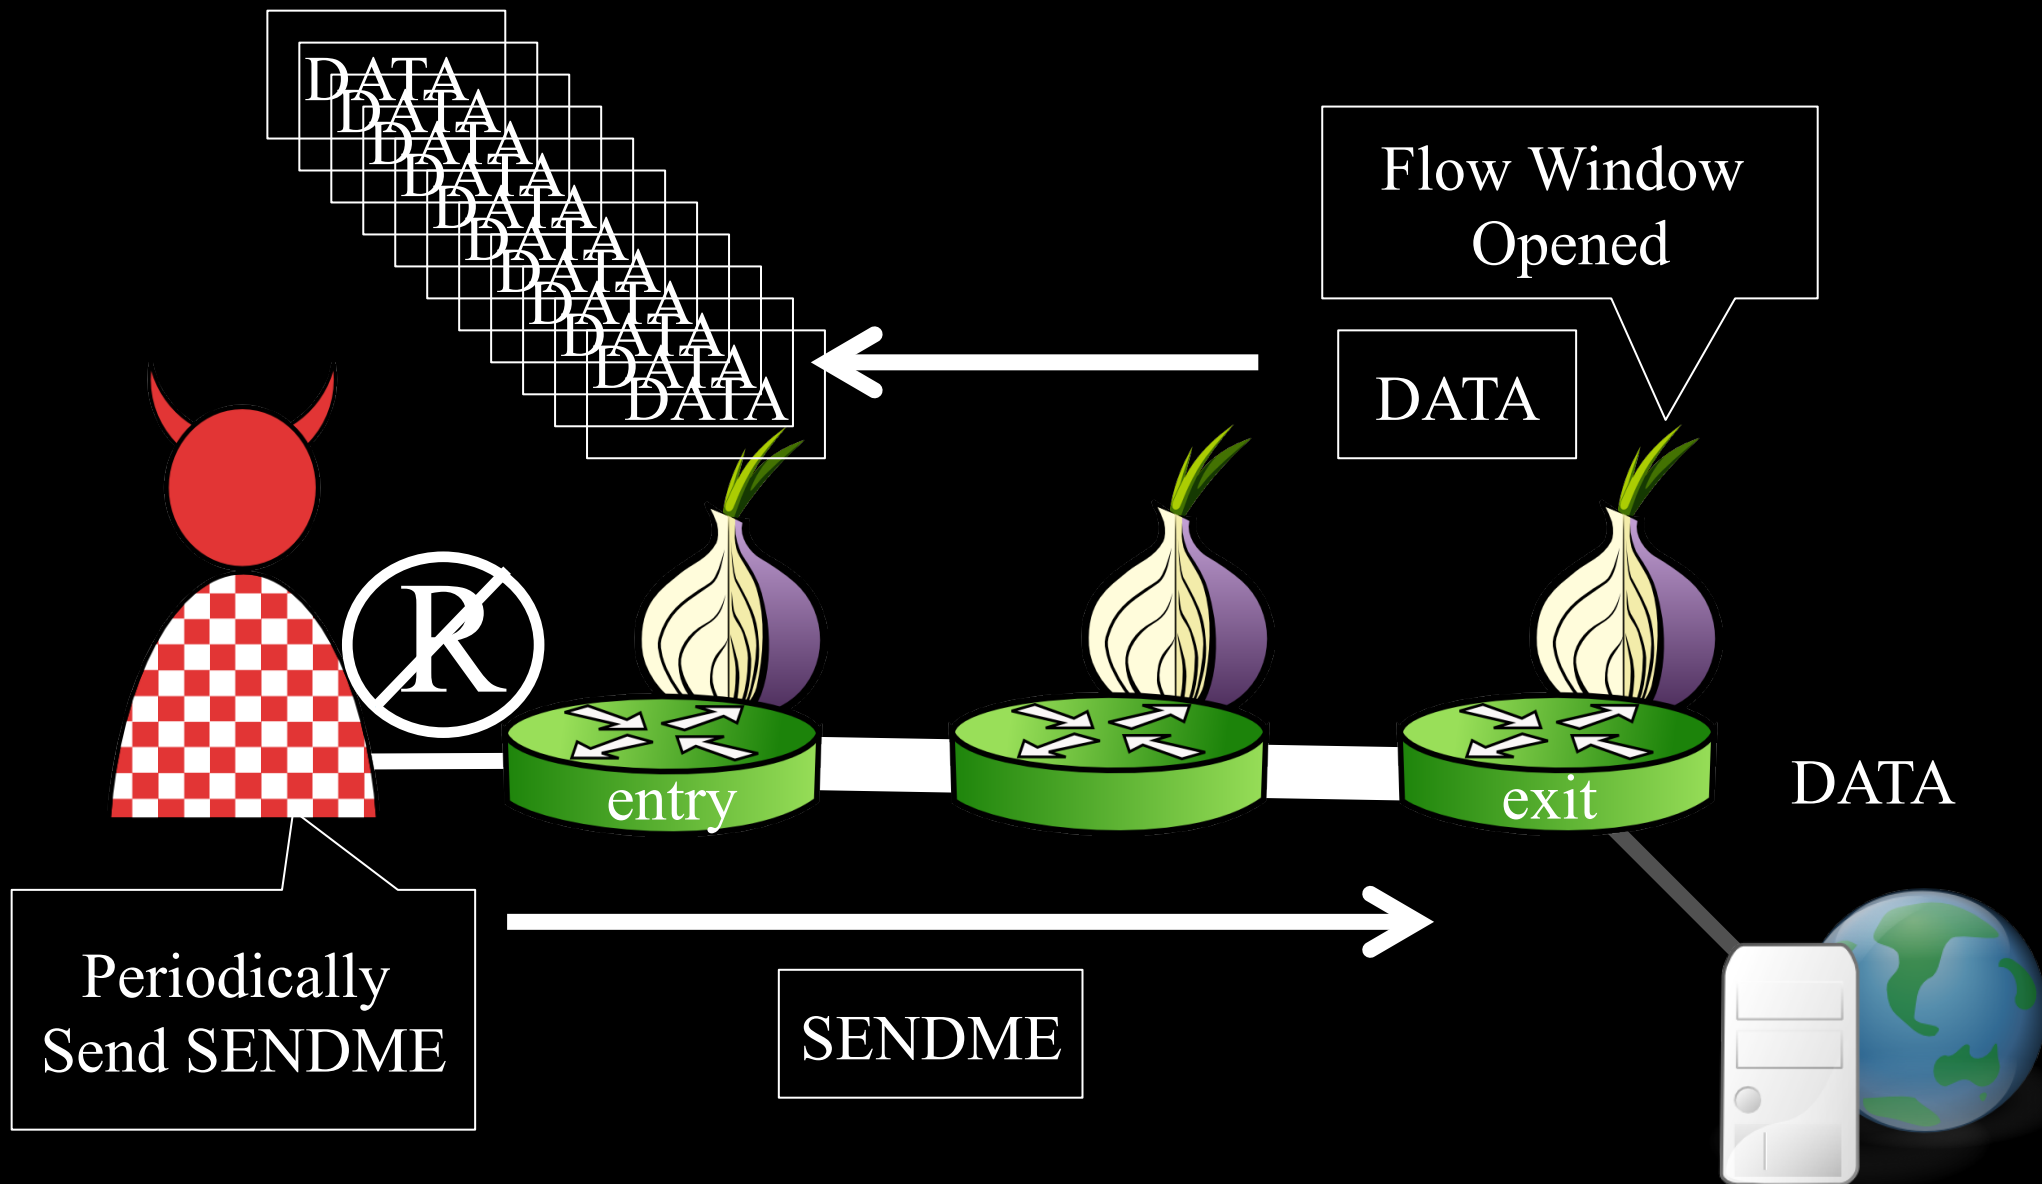 DATA
DATA
DATA
DATA
DATA
DATA
DATA
DATA
DATA
DATA
DATA
Flow Window
Opened
DATA
R
entry
exit
DATA
Periodically
Send SENDME
SENDME